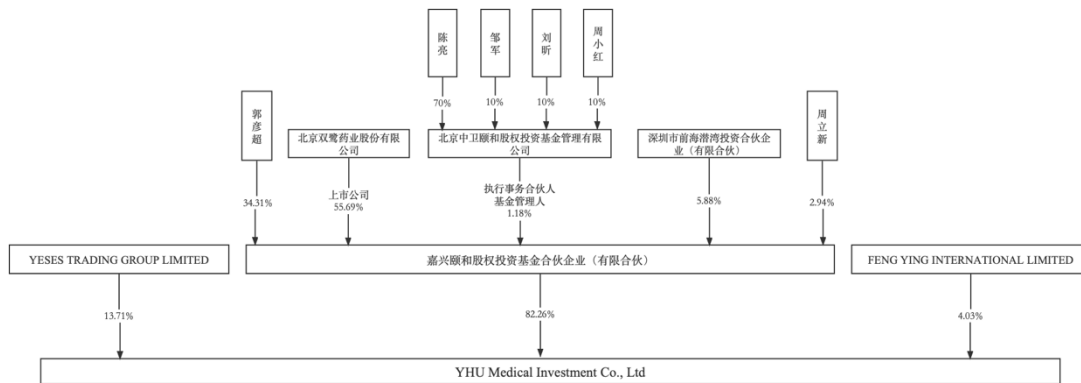 陈亮
邹军
刘昕
周小红
70%
10%
10%
10%
郭彦超
北京双鹭药业股份有限
公司
北京中卫颐和股权投资基金管理有限
公司
深圳市前海潜湾投资合伙企
业（有限合伙）
周立新
34.31%
上市公司
55.69%
执行事务合伙人
基金管理人
1.18%
5.88%
2.94%
YESES TRADING GROUP LIMITED
嘉兴颐和股权投资基金合伙企业（有限合伙）
FENG YING INTERNATIONAL LIMITED
13.71%
82.26%
4.03%
YHU Medical Investment Co., Ltd